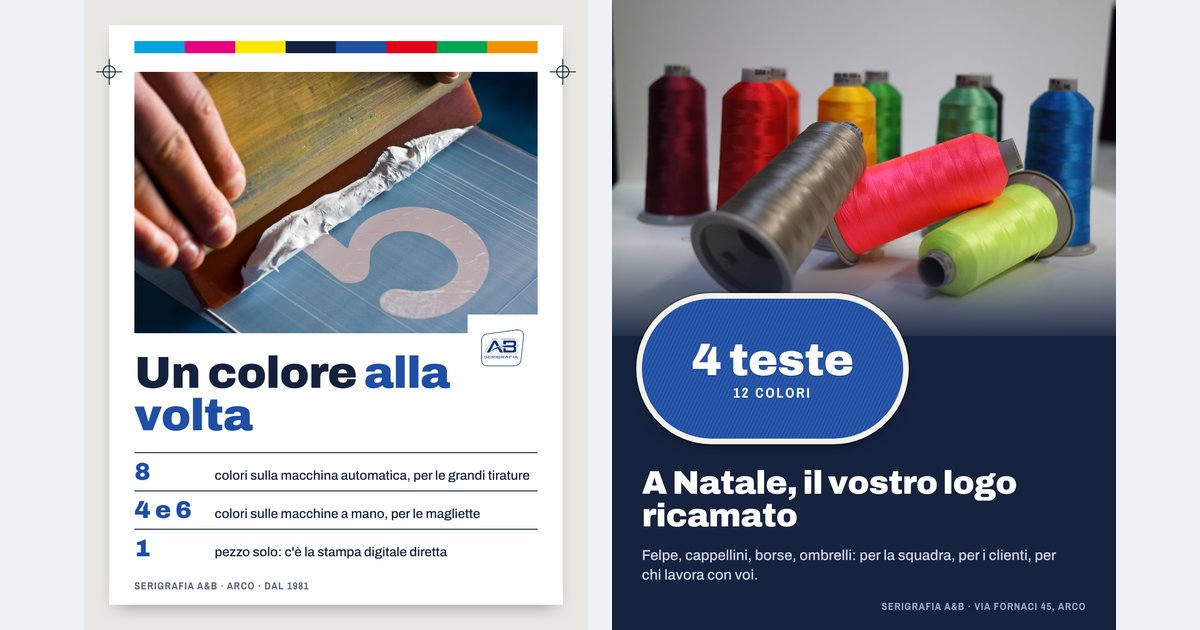 AB
SERIGRAFIA
Un colore alla
volta
8 colori sulla macchina automatica, per le grandi tirature
4 e 6 colori sulle macchine a mano, per le magliette
1 pezzo solo: c'è la stampa digitale diretta
SERIGRAFIA A&B · ARCO · DAL 1981
4 teste
12 COLORI
A Natale, il vostro logo
ricamato
Felpe, cappellini, borse, ombrelli: per la squadra, per i clienti, per
chi lavora con voi.
SERIGRAFIA A&B · VIA FORNACI 45, ARCO